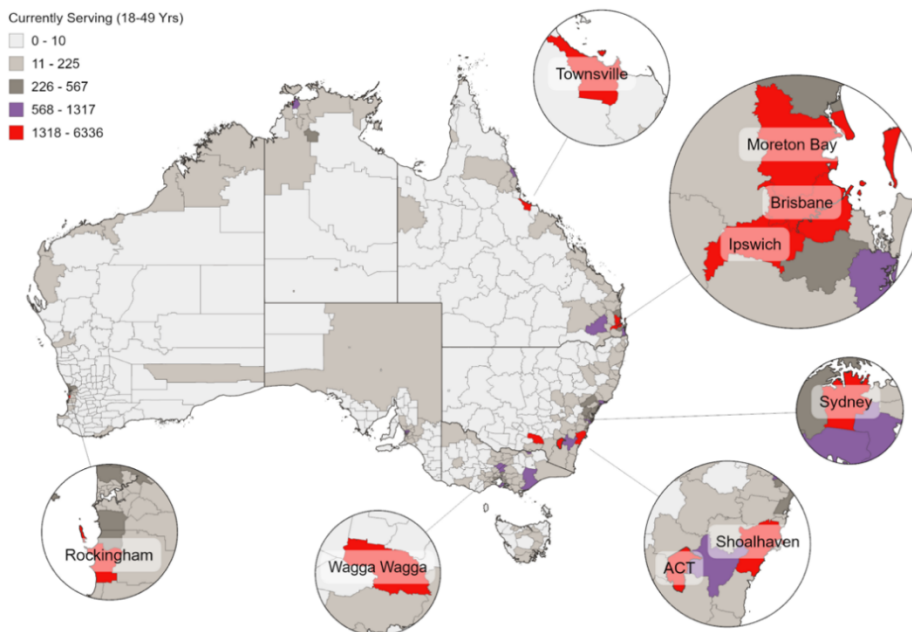 Currently Serving (18-49 Yrs)
0 - 10
11 - 225
226 - 567
568 - 1317
1318 - 6336
Townsville
Moreton Bay
Brisbane
Ipswich
Sydney
Shoalhaven
ACT
Wagga Wagga
Rockingham